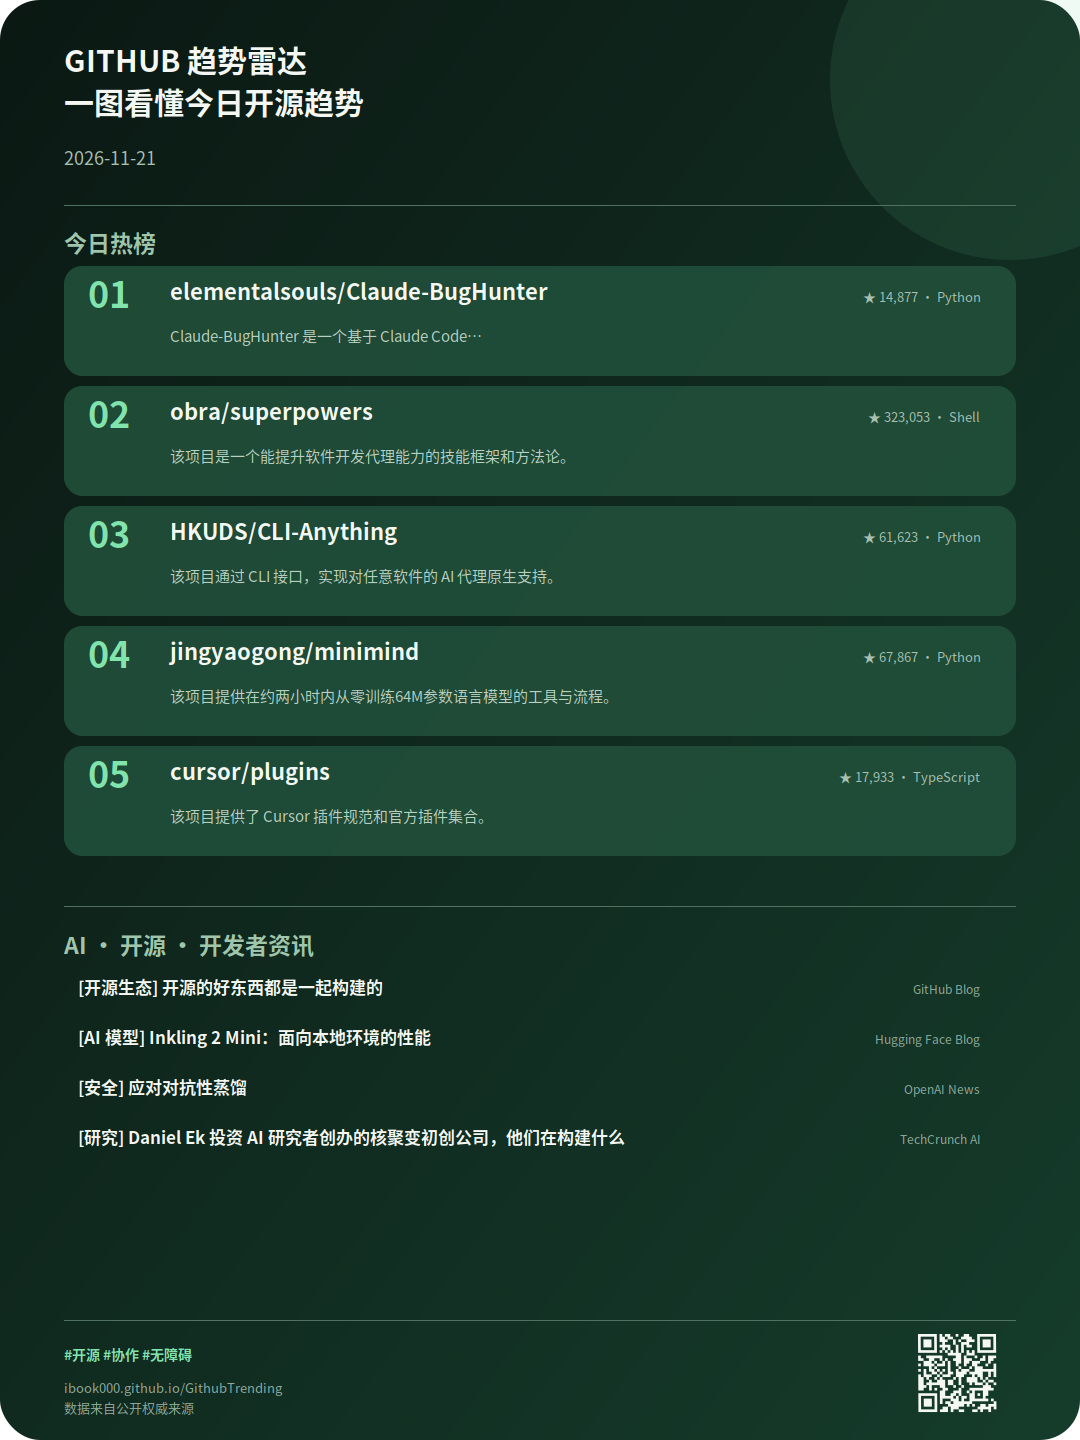 GITHUB 趋势雷达
一图看懂今日开源趋势
2026-11-21
今日热榜
01 elementalsouls/Claude-BugHunter ★ 14,877 · Python
Claude-BugHunter 是一个基于 Claude Code…
02 obra/superpowers ★ 323,053 · Shell
该项目是一个能提升软件开发代理能力的技能框架和方法论。
03 HKUDS/CLI-Anything ★ 61,623 · Python
该项目通过 CLI 接口，实现对任意软件的 AI 代理原生支持。
04 jingyaogong/minimind ★ 67,867 · Python
该项目提供在约两小时内从零训练64M参数语言模型的工具与流程。
05 cursor/plugins ★ 17,933 · TypeScript
该项目提供了 Cursor 插件规范和官方插件集合。
AI · 开源 · 开发者资讯
[开源生态] 开源的好东西都是一起构建的 GitHub Blog
[AI 模型] Inkling 2 Mini：面向本地环境的性能 Hugging Face Blog
[安全] 应对对抗性蒸馏 OpenAI News
[研究] Daniel Ek 投资 AI 研究者创办的核聚变初创公司，他们在构建什么 TechCrunch AI
#开源 #协作 #无障碍
ibook000.github.io/GithubTrending
数据来自公开权威来源